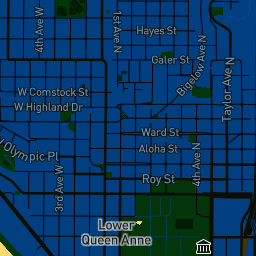 4th Ave W
1st Ave N
Hayes St
Bigelow Ave N
Galer St
Taylor Ave N
W Comstock St
W Highland Dr
Ward St
Aloha St
Olympic Pl
4th Ave N
3rd Ave W
Roy St
Lower
Queen Anne